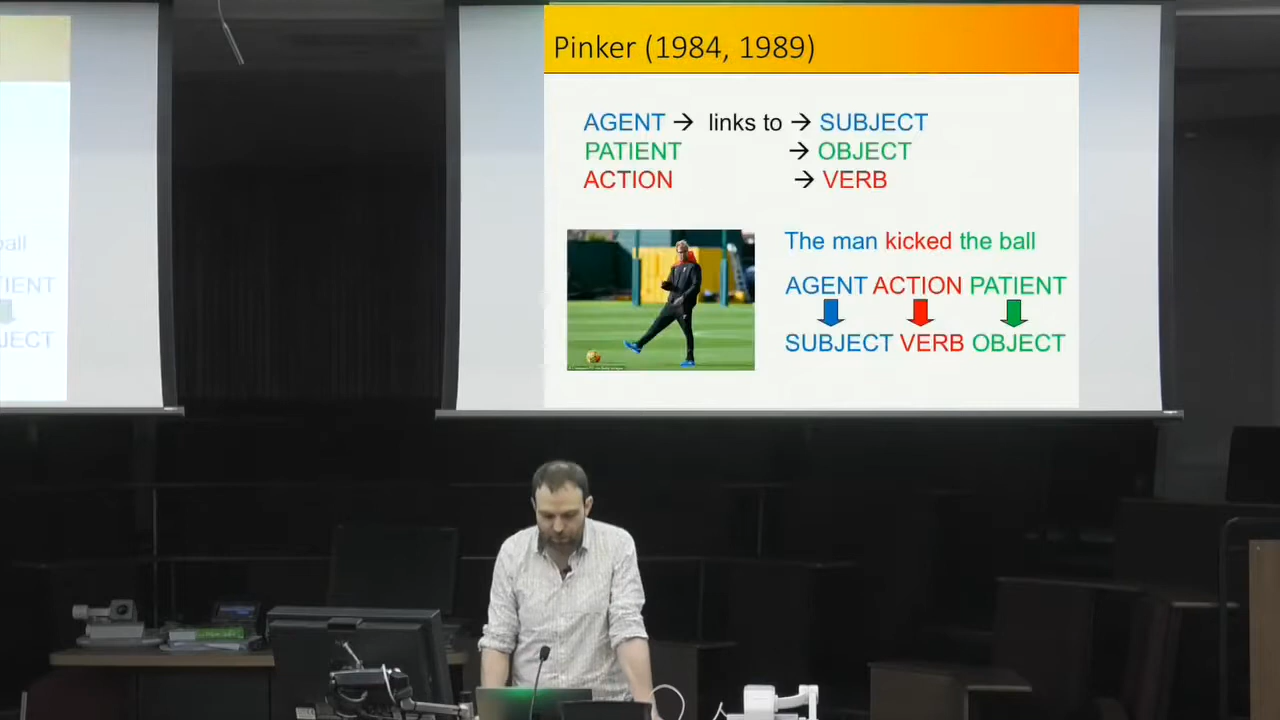 Pinker (1984, 1989)
AGENT → links to → SUBJECT
PATIENT → OBJECT
ACTION → VERB
The man kicked the ball
AGENT ACTION PATIENT
SUBJECT VERB OBJECT